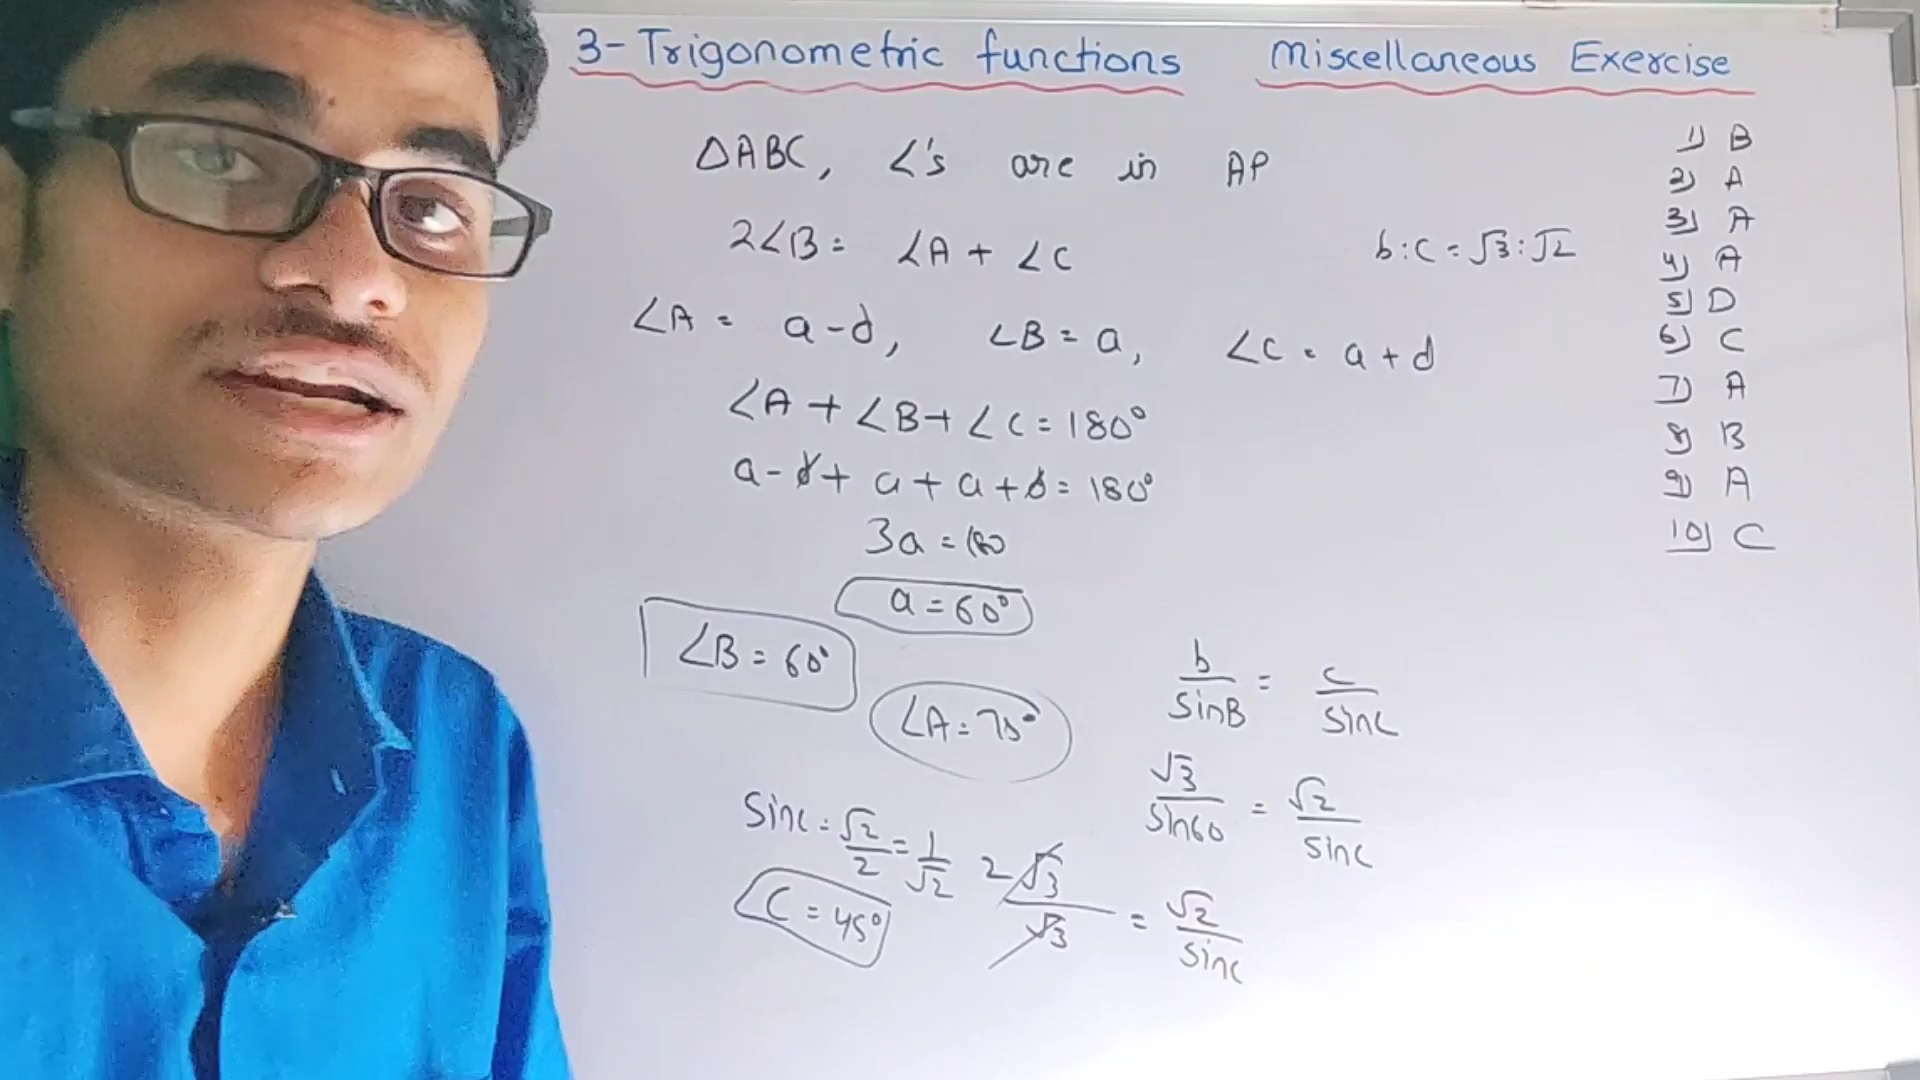 3-Trigonometric functions Miscellaneous Exercise
△ABC, ∠'s are in AP
2∠B = ∠A + ∠C
b:c = √3:√2
∠A = a-d, ∠B = a, ∠C = a+d
∠A + ∠B + ∠C = 180°
a-d + a + a+d = 180°
3a = 180
a = 60°
∠B = 60°
∠A = 75°
b/sinB = c/sinC
√3/sin60 = √2/sinC
2√3/√3 = √2/sinC
sinC = √2/2 = 1/√2
C = 45°
1) B
2) A
3) A
4) A
5) D
6) C
7) A
8) B
9) A
10) C